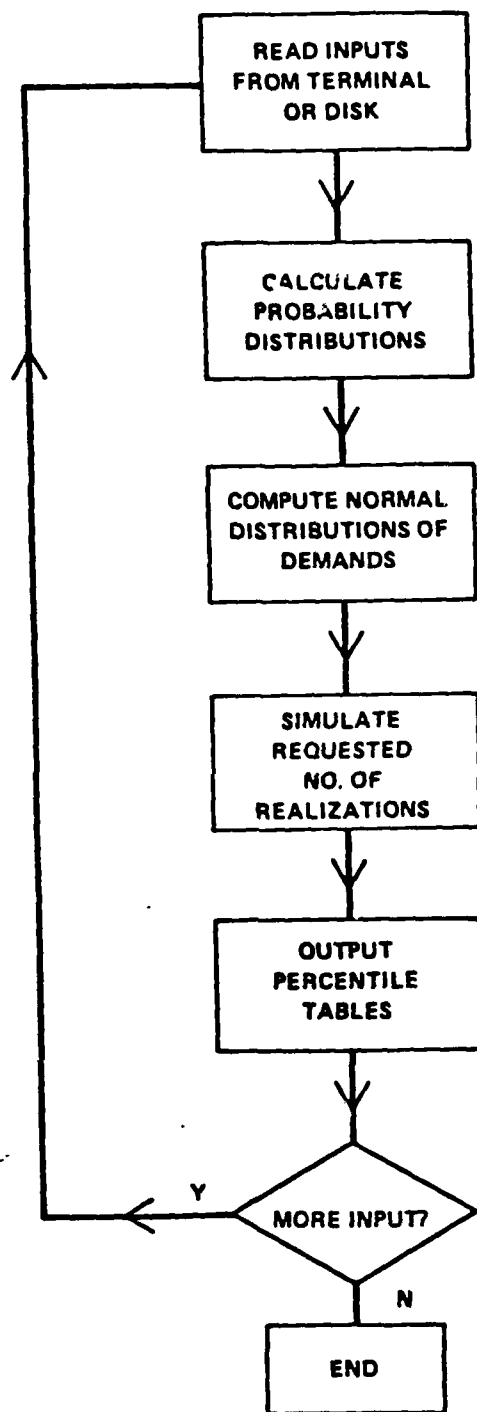 READ INPUTS
FROM TERMINAL
OR DISK
CALCULATE
PROBABILITY
DISTRIBUTIONS
COMPUTE NORMAL
DISTRIBUTIONS OF
DEMANDS
SIMULATE
REQUESTED
NO. OF
REALIZATIONS
OUTPUT
PERCENTILE
TABLES
Y
MORE INPUT?
N
END